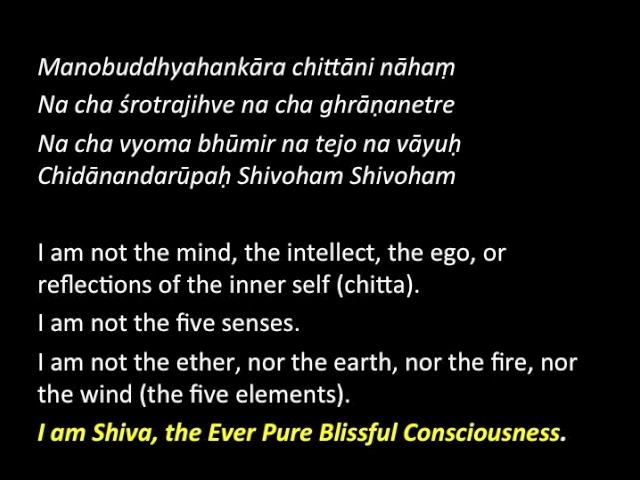 Manobuddhyahankāra chittāni nāhaṃ
Na cha śrotrajihve na cha ghrāṇanetre
Na cha vyoma bhūmir na tejo na vāyuḥ
Chidānandarūpaḥ Shivoham Shivoham
I am not the mind, the intellect, the ego, or
reflections of the inner self (chitta).
I am not the five senses.
I am not the ether, nor the earth, nor the fire, nor
the wind (the five elements).
I am Shiva, the Ever Pure Blissful Consciousness.